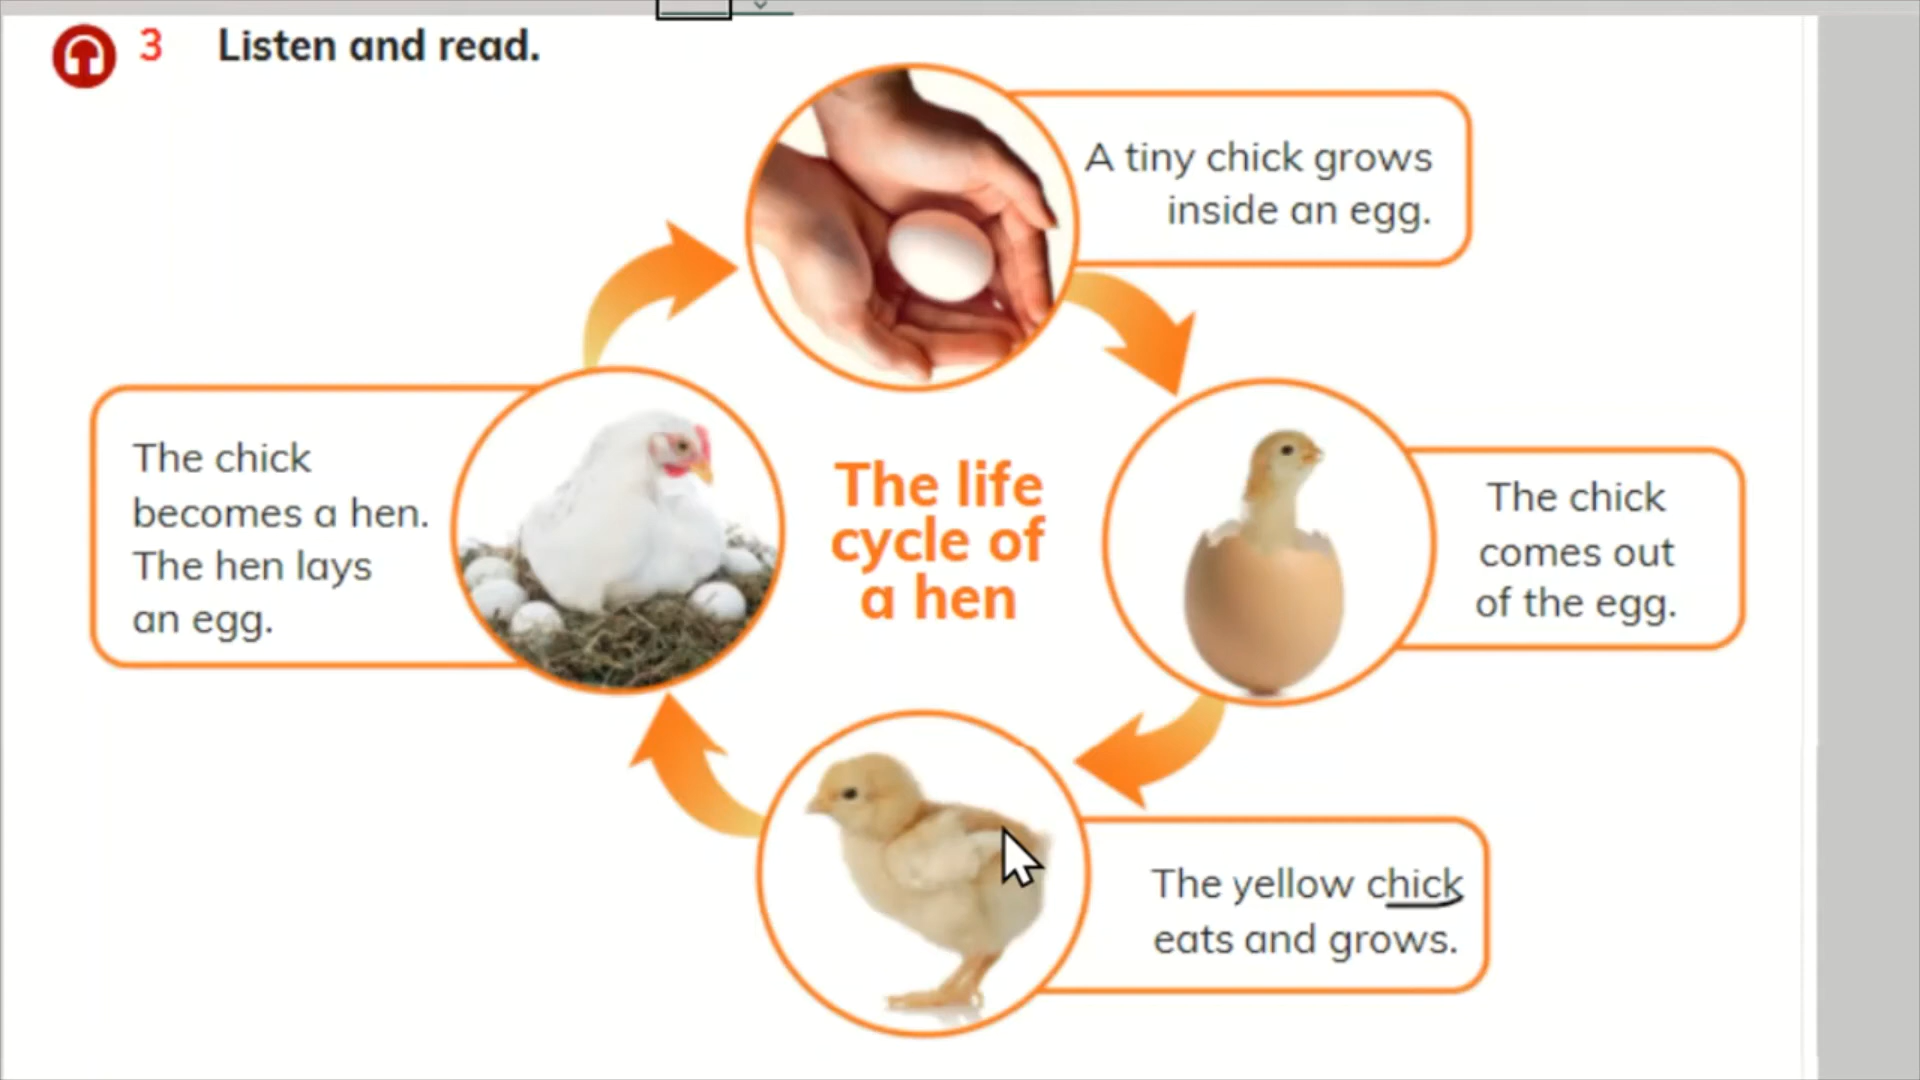 3 Listen and read.
A tiny chick grows
inside an egg.
The chick
comes out
of the egg.
The yellow chick
eats and grows.
The chick
becomes a hen.
The hen lays
an egg.
The life
cycle of
a hen